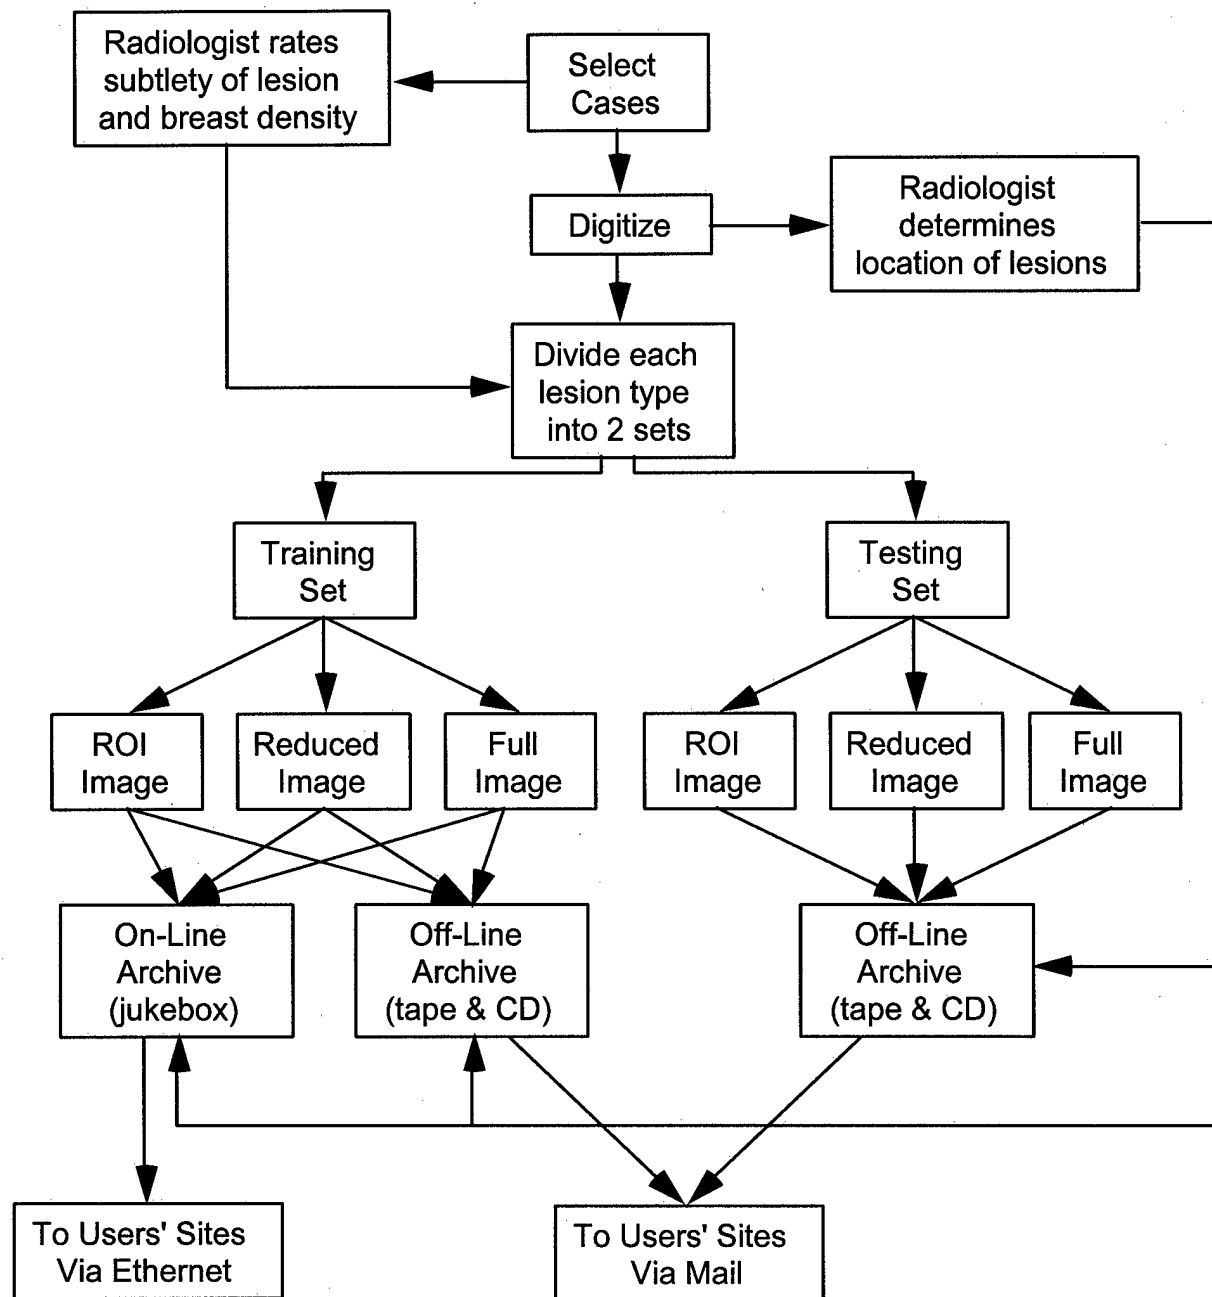 Radiologist rates
subtlety of lesion
and breast density
Select
Cases
Digitize
Radiologist
determines
location of lesions
Divide each
lesion type
into 2 sets
Training
Set
Testing
Set
ROI
Image
Reduced
Image
Full
Image
ROI
Image
Reduced
Image
Full
Image
On-Line
Archive
(jukebox)
Off-Line
Archive
(tape & CD)
Off-Line
Archive
(tape & CD)
To Users' Sites
Via Ethernet
To Users' Sites
Via Mail